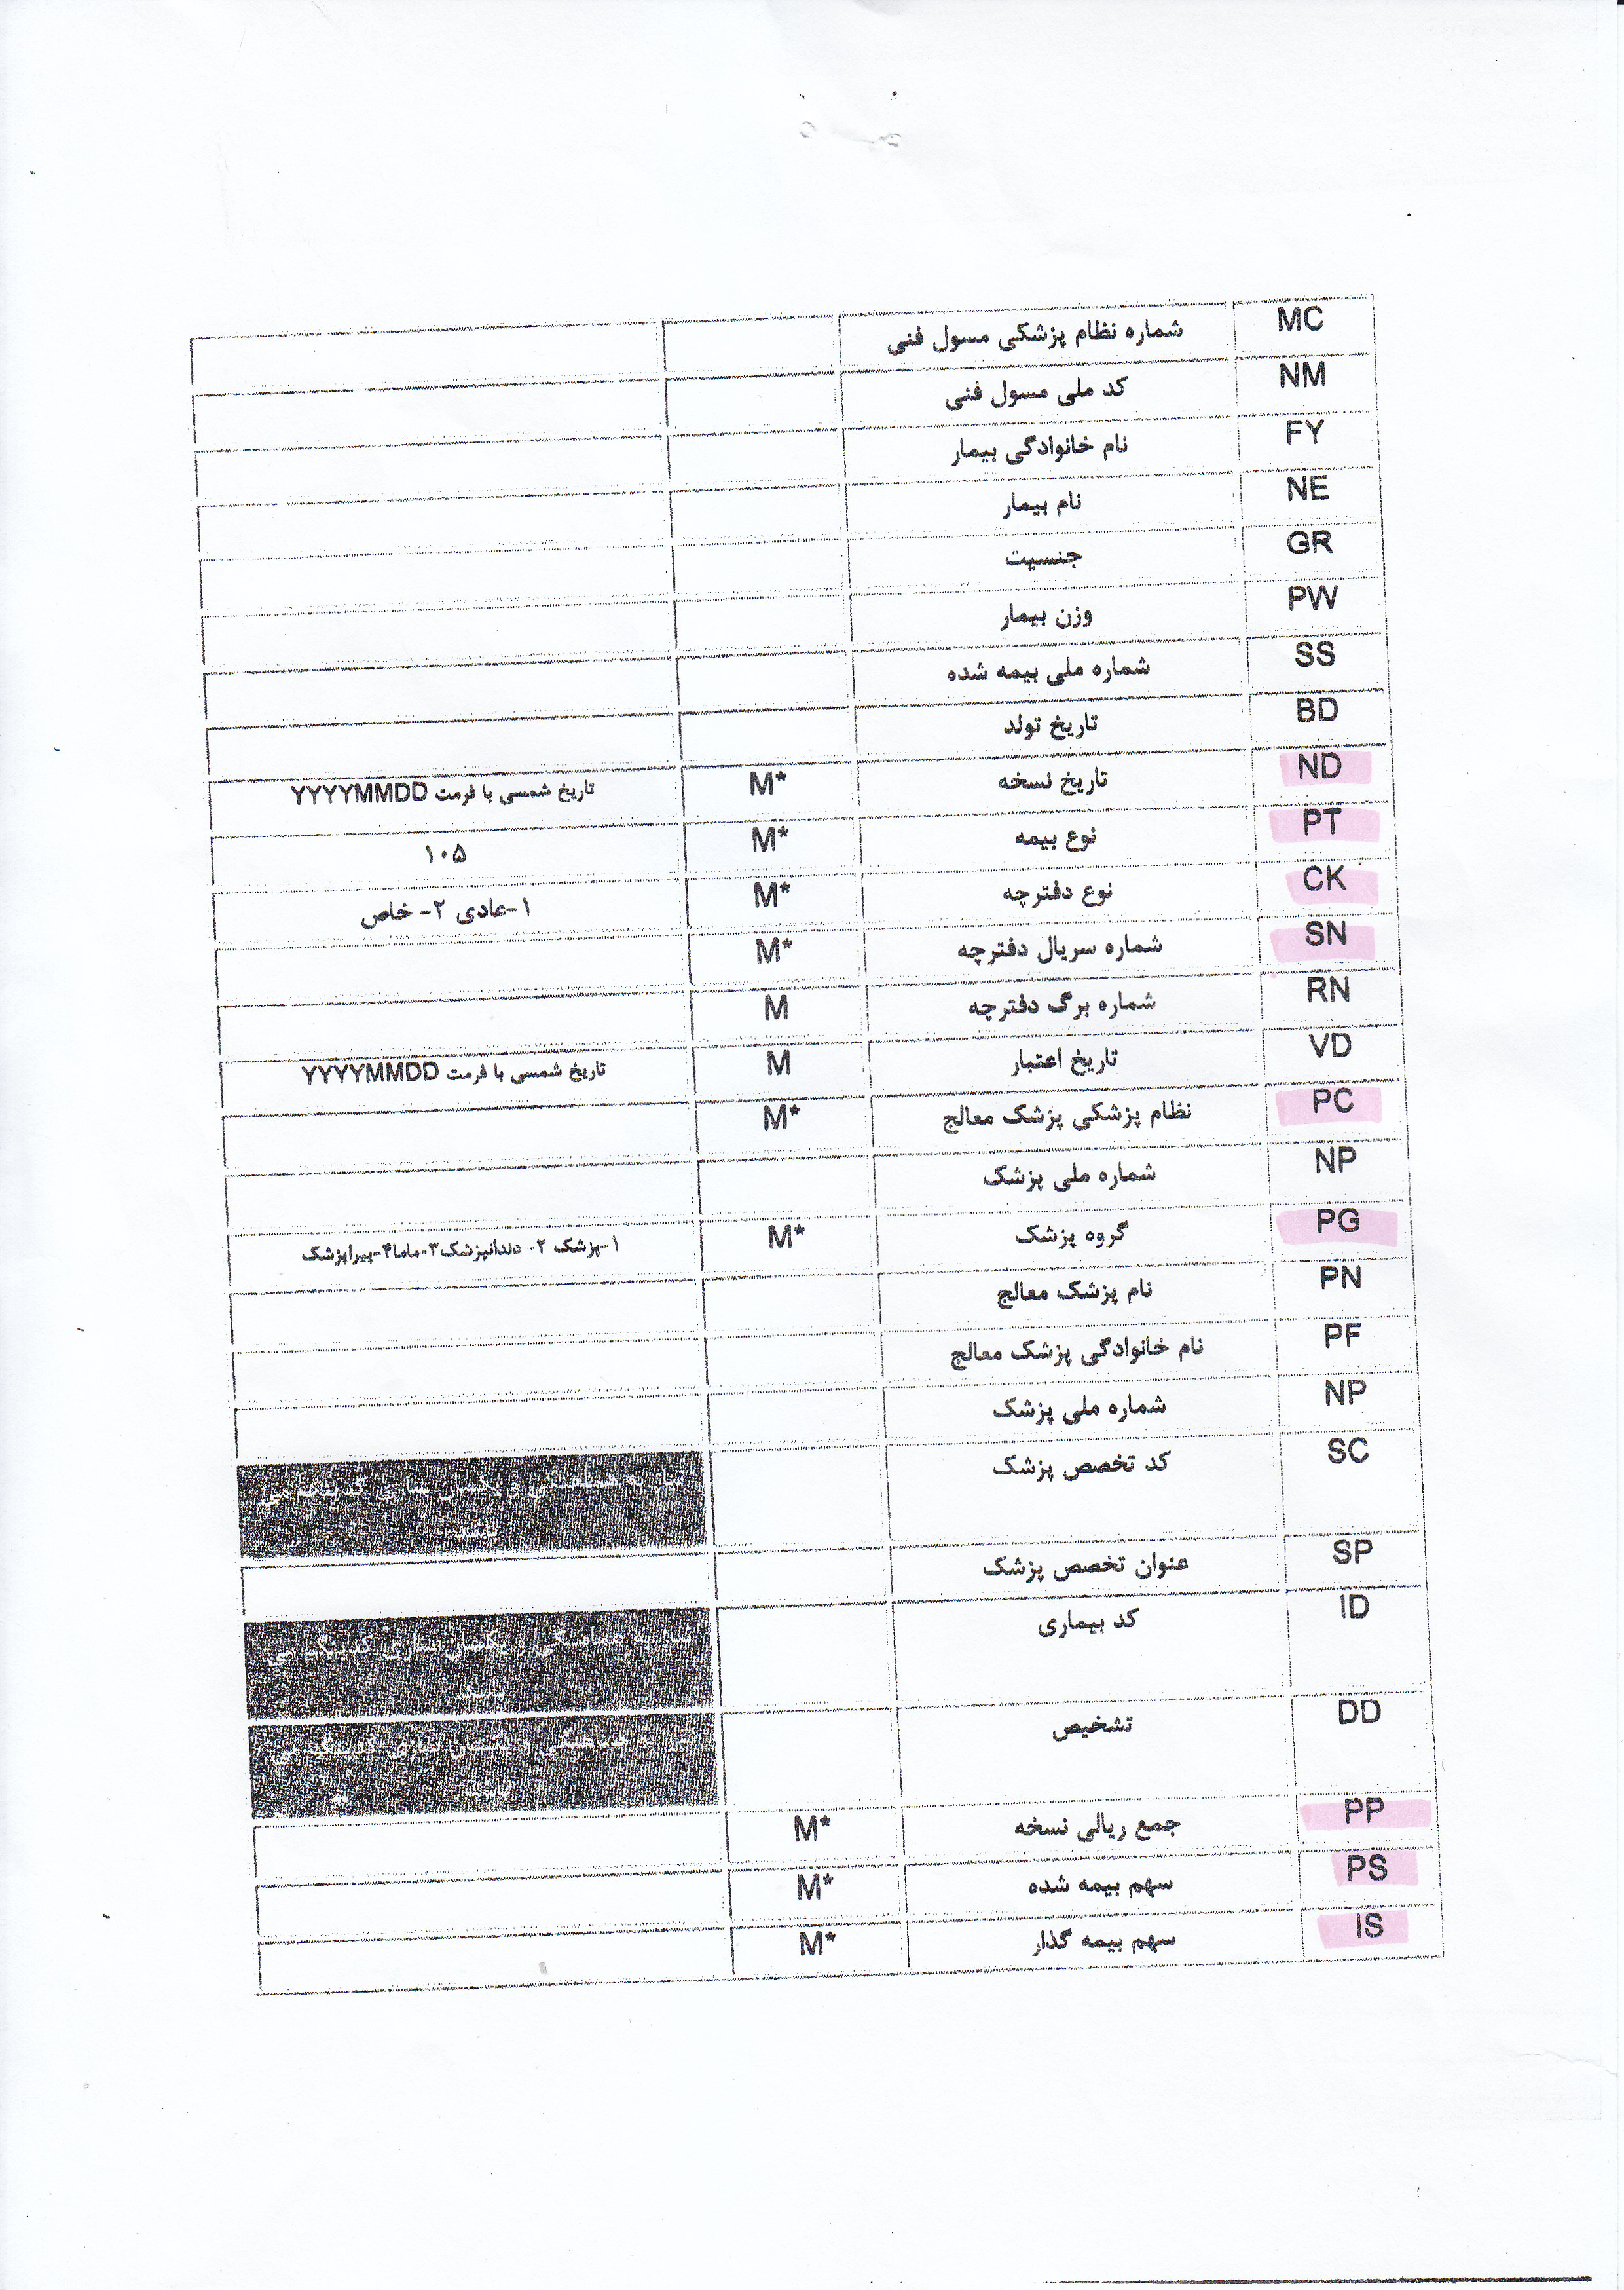 MC شماره نظام پزشکی مسول فنی
NM کد ملی مسول فنی
FY نام خانوادگی بیمار
NE نام بیمار
GR جنسیت
PW وزن بیمار
SS شماره ملی بیمه شده
BD تاریخ تولد
ND تاریخ نسخه M* تاریخ شمسی با فرمت YYYYMMDD
PT نوع بیمه M* ۱۰۵
CK نوع دفترچه M* ۱-عادی ۲- خاص
SN شماره سریال دفترچه M*
RN شماره برگ دفترچه M
VD تاریخ اعتبار M تاریخ شمسی با فرمت YYYYMMDD
PC نظام پزشکی پزشک معالج M*
NP شماره ملی پزشک
PG گروه پزشک M* ۱-پزشک ۲- دندانپزشک۳-ماما۴-پیراپزشک
PN نام پزشک معالج
PF نام خانوادگی پزشک معالج
NP شماره ملی پزشک
SC کد تخصص پزشک
SP عنوان تخصص پزشک
ID کد بیماری
DD تشخیص
PP جمع ریالی نسخه M*
PS سهم بیمه شده M*
IS سهم بیمه گذار M*